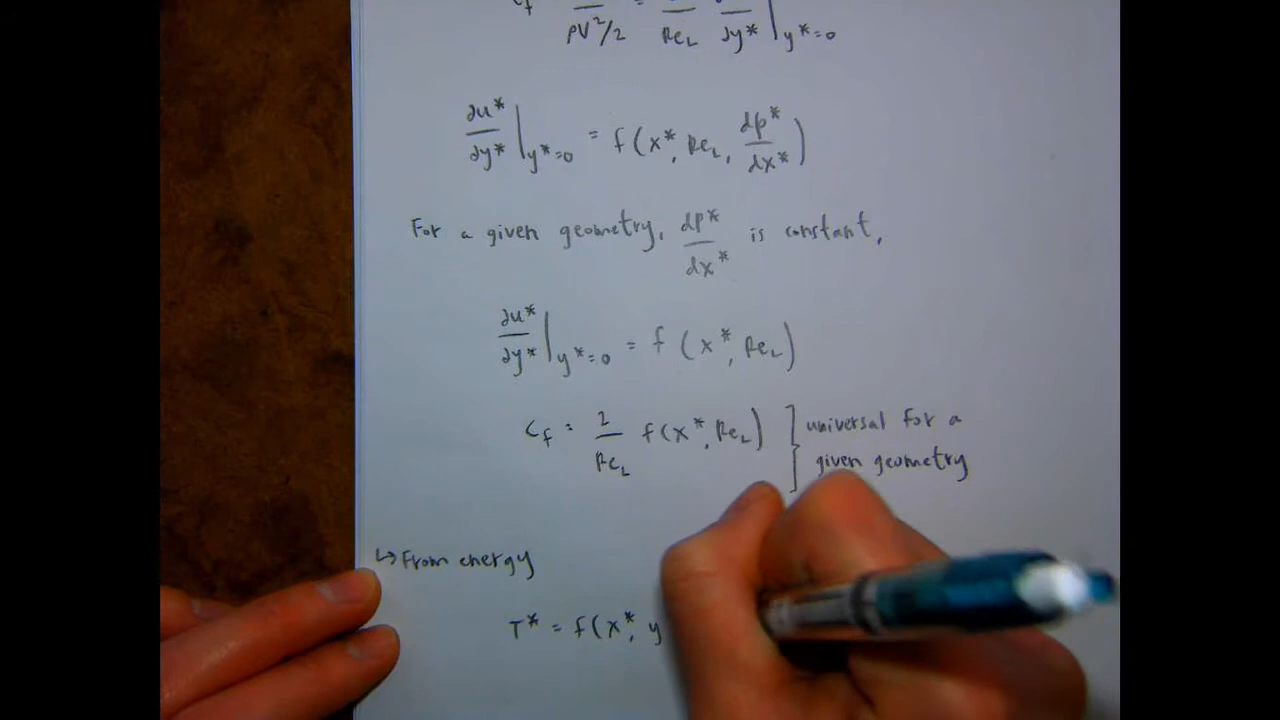 C_f ρV²/2 = Re_L ∂y* |y*=0
∂u*/∂y* |y*=0 = f(x*, Re_L, dp*/dx*)
For a given geometry, dp*/dx* is constant,
∂u*/∂y* |y*=0 = f(x*, Re_L)
C_f = 2/Re_L f(x*, Re_L) } universal for a
given geometry
↳ From energy
T* = f(x*, y